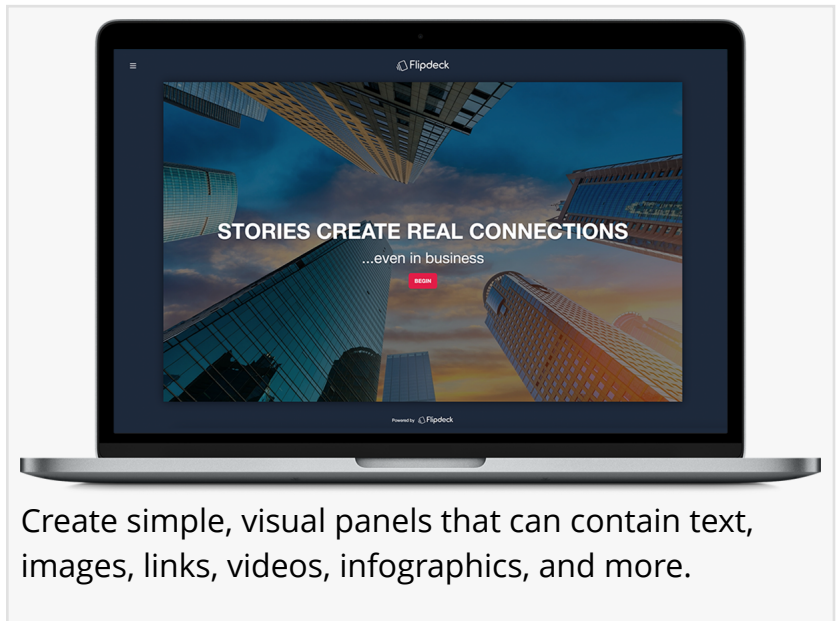 Flipdeck
STORIES CREATE REAL CONNECTIONS
...even in business
BEGIN
Powered by Flipdeck
Create simple, visual panels that can contain text,
images, links, videos, infographics, and more.